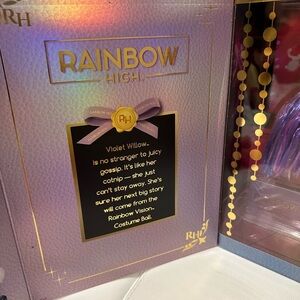 RH
RAINBOW
HIGH
RH
Violet Willow...
is no stranger to juicy
gossip. It's like her
catnip — she just
can't stay away. She's
sure her next big story
will come from the
Rainbow Vision™
Costume Ball.
RH